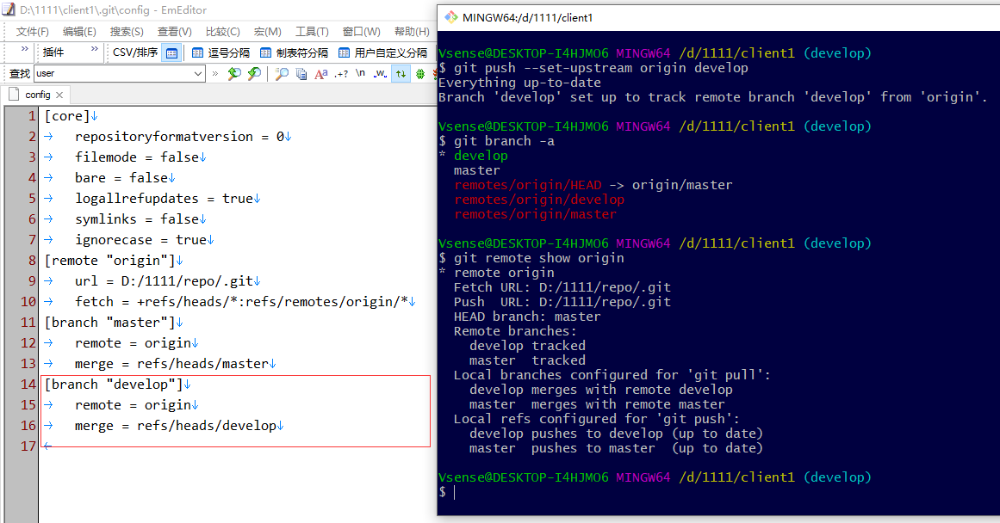 D:\1111\client1\.git\config - EmEditor
文件(F) 编辑(E) 搜索(S) 查看(V) 比较(C) 宏(M) 工具(T) 窗口(W) 帮助(H)
» 插件 » CSV/排序 逗号分隔 制表符分隔 用户自定义分隔
查找 user » Aa .+? \n .w.
config ×
1 [core]↓
2 → repositoryformatversion = 0↓
3 → filemode = false↓
4 → bare = false↓
5 → logallrefupdates = true↓
6 → symlinks = false↓
7 → ignorecase = true↓
8 [remote "origin"]↓
9 → url = D:/1111/repo/.git↓
10 → fetch = +refs/heads/*:refs/remotes/origin/*↓
11 [branch "master"]↓
12 → remote = origin↓
13 → merge = refs/heads/master↓
14 [branch "develop"]↓
15 → remote = origin↓
16 → merge = refs/heads/develop↓
17 ←
MINGW64:/d/1111/client1
Vsense@DESKTOP-I4HJMO6 MINGW64 /d/1111/client1 (develop)
$ git push --set-upstream origin develop
Everything up-to-date
Branch 'develop' set up to track remote branch 'develop' from 'origin'.
Vsense@DESKTOP-I4HJMO6 MINGW64 /d/1111/client1 (develop)
$ git branch -a
* develop
master
remotes/origin/HEAD -> origin/master
remotes/origin/develop
remotes/origin/master
Vsense@DESKTOP-I4HJMO6 MINGW64 /d/1111/client1 (develop)
$ git remote show origin
* remote origin
Fetch URL: D:/1111/repo/.git
Push  URL: D:/1111/repo/.git
HEAD branch: master
Remote branches:
develop tracked
master  tracked
Local branches configured for 'git pull':
develop merges with remote develop
master  merges with remote master
Local refs configured for 'git push':
develop pushes to develop (up to date)
master  pushes to master  (up to date)
Vsense@DESKTOP-I4HJMO6 MINGW64 /d/1111/client1 (develop)
$